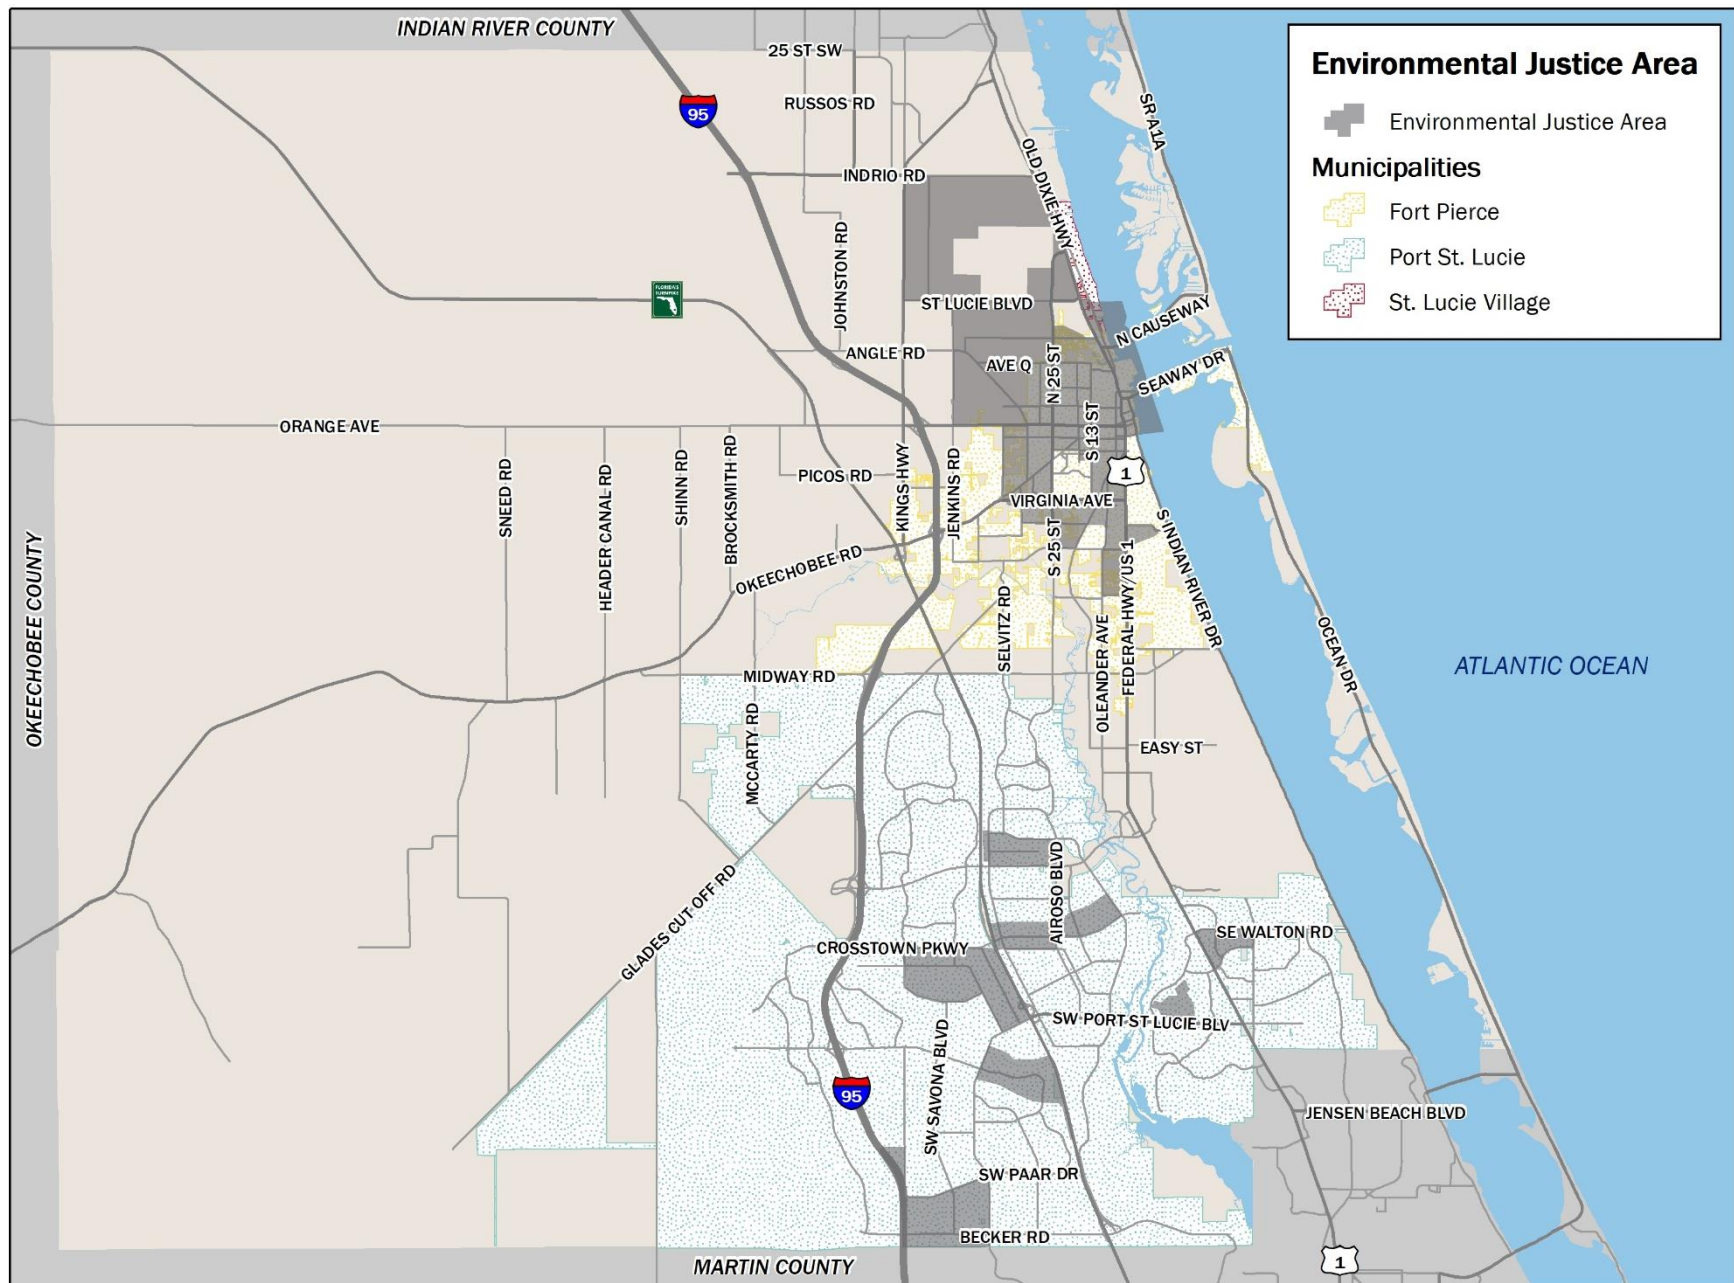 INDIAN RIVER COUNTY
25 ST SW
RUSSOS RD
95
INDRIO RD
OLD DIXIE HWY
SR A1A
Environmental Justice Area
Environmental Justice Area
Municipalities
Fort Pierce
Port St. Lucie
St. Lucie Village
JOHNSTON RD
FLORIDA'S TURNPIKE
ST LUCIE BLVD
N CAUSEWAY
ANGLE RD
AVE Q
N 25 ST
SEAWAY DR
ORANGE AVE
S 13 ST
SNEED RD
HEADER CANAL RD
SHINN RD
BROCKSMITH RD
PICOS RD
KINGS HWY
JENKINS RD
1
VIRGINIA AVE
S 25 ST
S INDIAN RIVER DR
OKEECHOBEE RD
OKEECHOBEE COUNTY
SELVITZ RD
OLEANDER AVE
FEDERAL HWY/US 1
OCEAN DR
ATLANTIC OCEAN
MIDWAY RD
MCCARTY RD
EASY ST
GLADES CUT OFF RD
AIROSO BLVD
CROSSTOWN PKWY
SE WALTON RD
SW PORT ST LUCIE BLV
SW SAVONA BLVD
95
JENSEN BEACH BLVD
SW PAAR DR
BECKER RD
MARTIN COUNTY
1